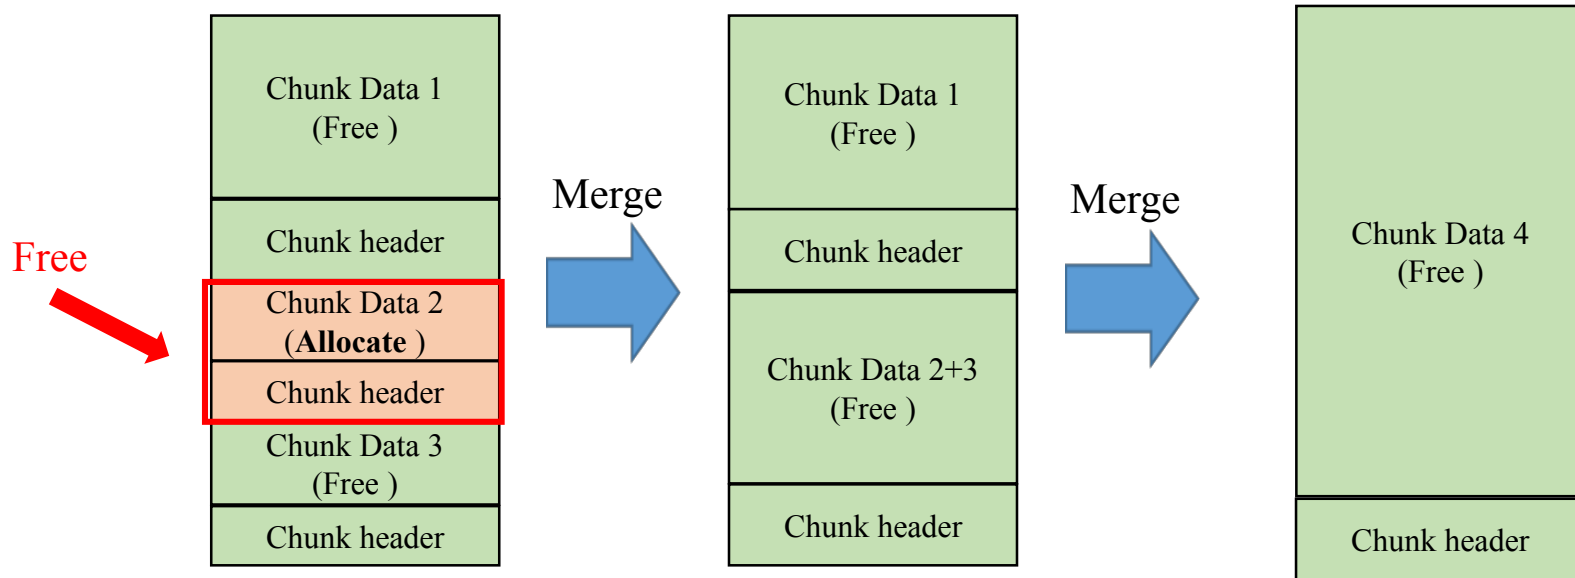 Free
Chunk Data 1
(Free )
Chunk header
Chunk Data 2
(Allocate )
Chunk header
Chunk Data 3
(Free )
Chunk header
Merge
Chunk Data 1
(Free )
Chunk header
Chunk Data 2+3
(Free )
Chunk header
Merge
Chunk Data 4
(Free )
Chunk header